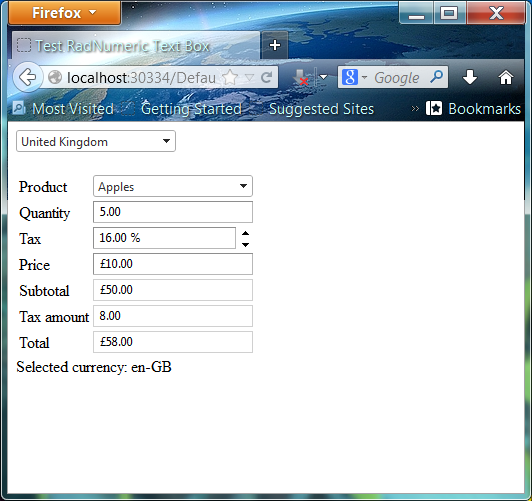 Firefox
Test RadNumeric Text Box
localhost:30334/Defau
Google
Most Visited
Getting Started
Suggested Sites
Bookmarks
United Kingdom
Product Apples
Quantity 5.00
Tax 16.00 %
Price £10.00
Subtotal £50.00
Tax amount 8.00
Total £58.00
Selected currency: en-GB